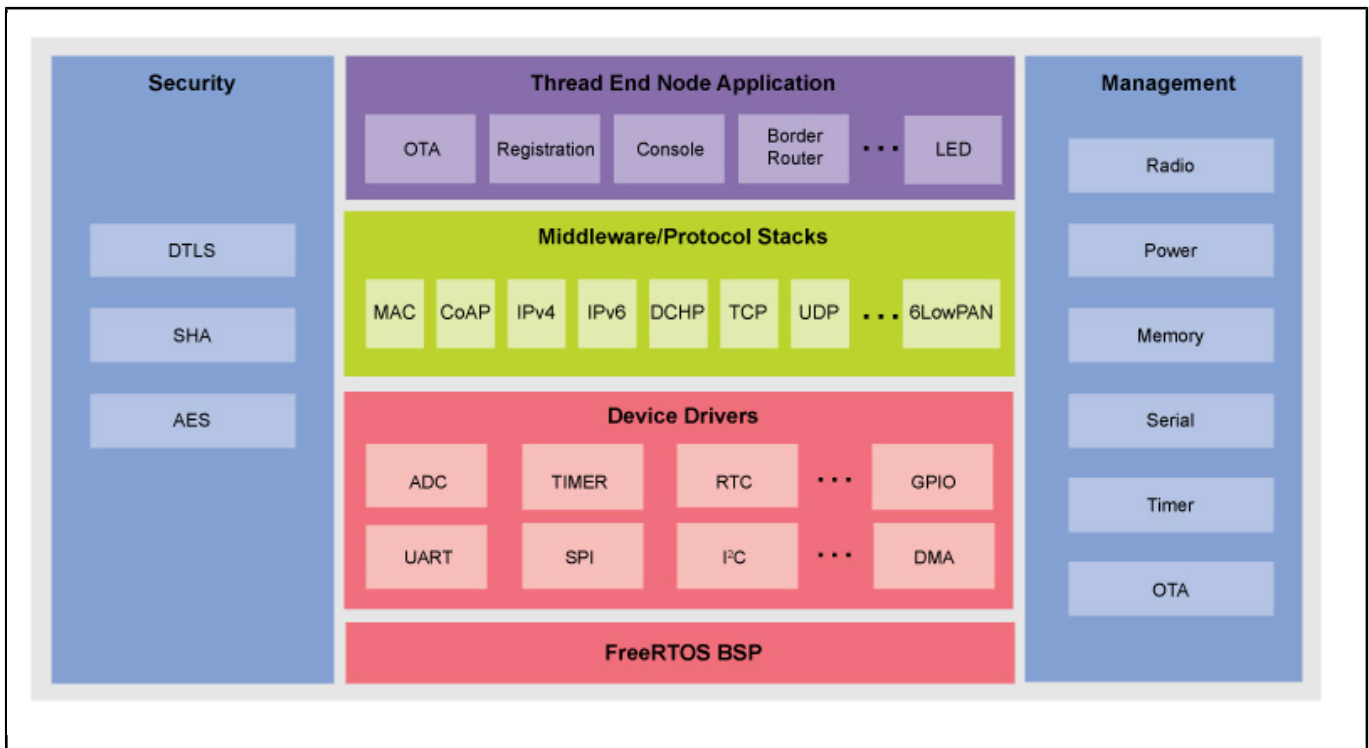 Security
DTLS
SHA
AES
Thread End Node Application
OTA
Registration
Console
Border
Router
...
LED
Middleware/Protocol Stacks
MAC
CoAP
IPv4
IPv6
DCHP
TCP
UDP
...
6LowPAN
Device Drivers
ADC
TIMER
RTC
...
GPIO
UART
SPI
I²C
...
DMA
FreeRTOS BSP
Management
Radio
Power
Memory
Serial
Timer
OTA